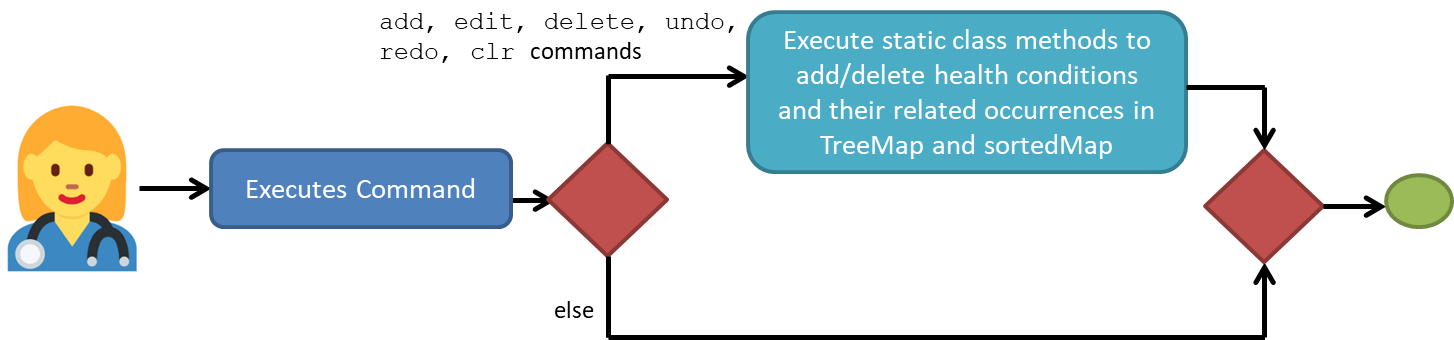 add, edit, delete, undo,
redo, clr commands
Execute static class methods to
add/delete health conditions
and their related occurrences in
TreeMap and sortedMap
Executes Command
else